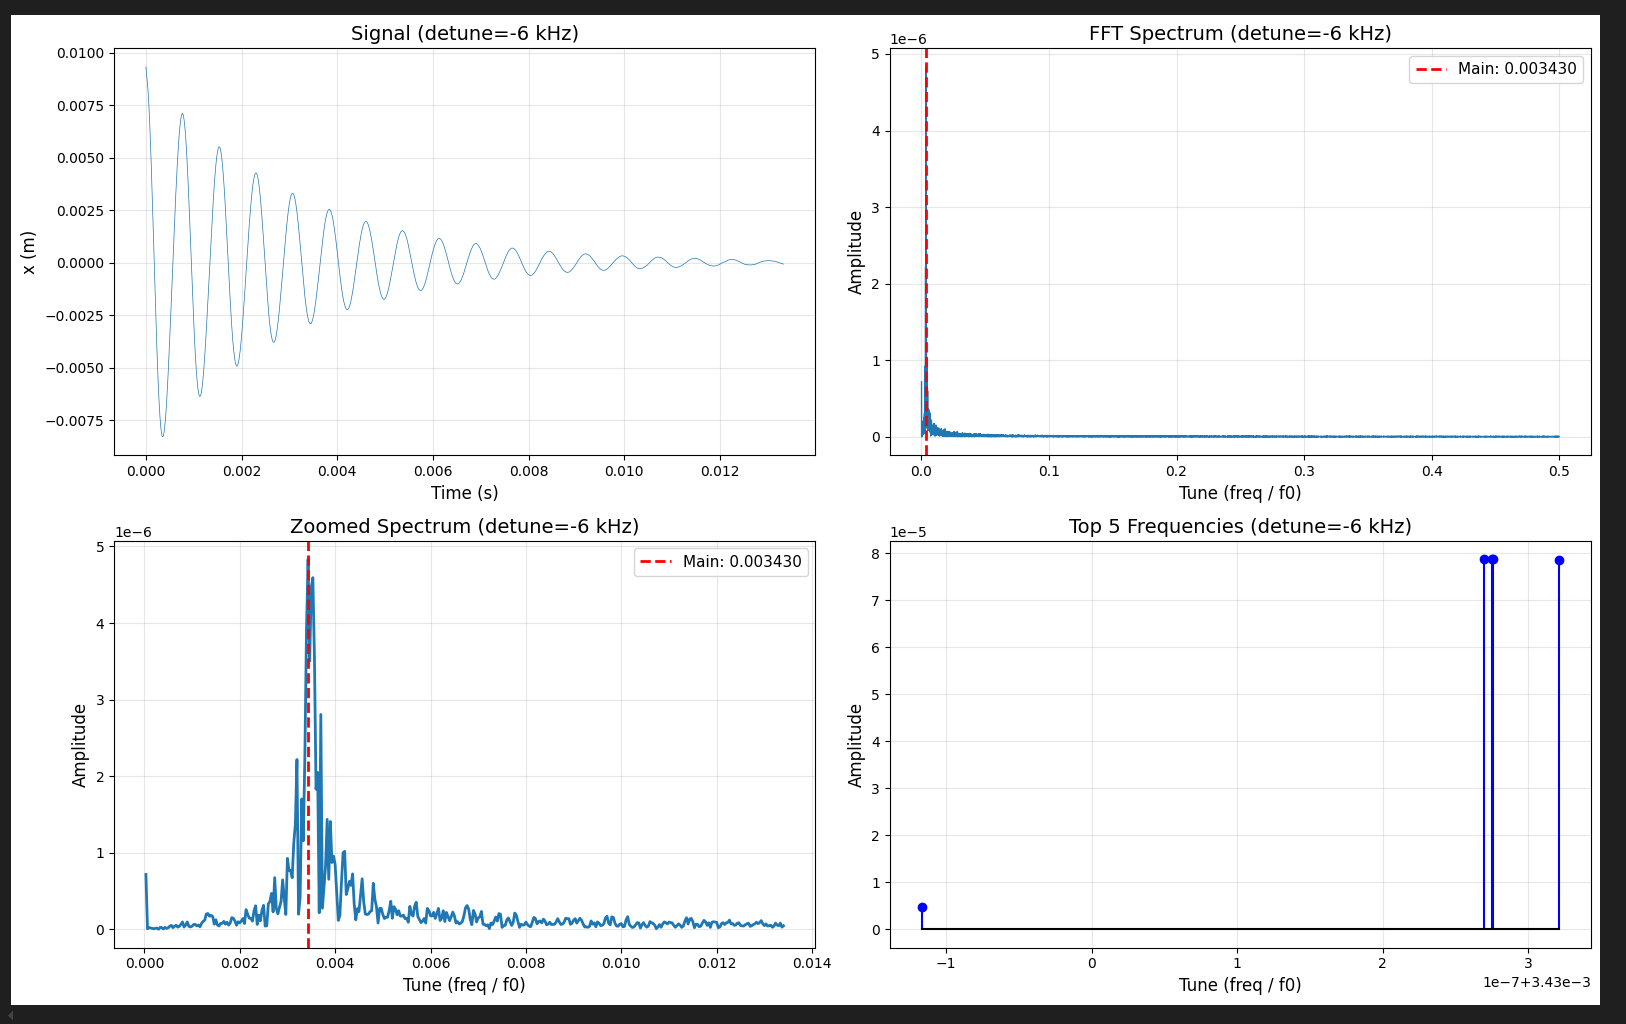 Signal (detune=-6 kHz)
0.0100
0.0075
0.0050
0.0025
0.0000
−0.0025
−0.0050
−0.0075
x (m)
0.000 0.002 0.004 0.006 0.008 0.010 0.012
Time (s)
FFT Spectrum (detune=-6 kHz)
1e−6
Main: 0.003430
5
4
3
2
1
0
Amplitude
0.0 0.1 0.2 0.3 0.4 0.5
Tune (freq / f0)
Zoomed Spectrum (detune=-6 kHz)
1e−6
Main: 0.003430
5
4
3
2
1
0
Amplitude
0.000 0.002 0.004 0.006 0.008 0.010 0.012 0.014
Tune (freq / f0)
Top 5 Frequencies (detune=-6 kHz)
1e−5
8
7
6
5
4
3
2
1
0
Amplitude
−1 0 1 2 3
1e−7+3.43e−3
Tune (freq / f0)